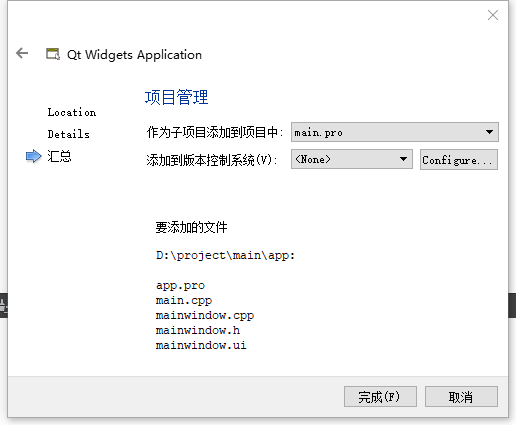 Qt Widgets Application
Location
Details
汇总
项目管理
作为子项目添加到项目中: main.pro
添加到版本控制系统(V): <None> Configure...
要添加的文件
D:\project\main\app:
app.pro
main.cpp
mainwindow.cpp
mainwindow.h
mainwindow.ui
完成(F) 取消